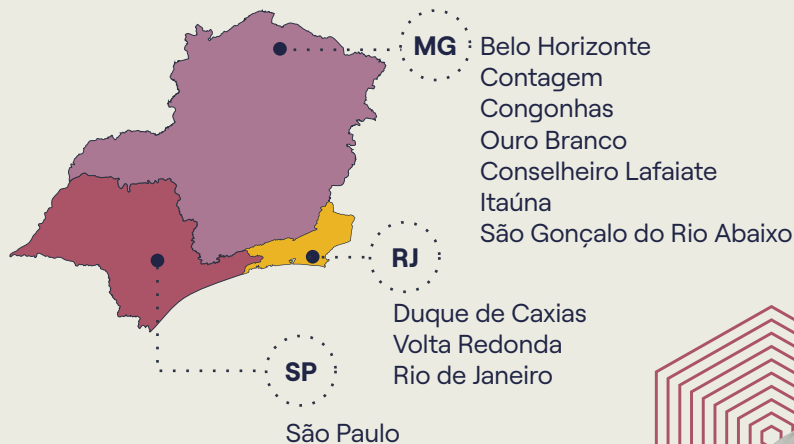 MG
Belo Horizonte
Contagem
Congonhas
Ouro Branco
Conselheiro Lafaiate
Itaúna
São Gonçalo do Rio Abaixo
RJ
Duque de Caxias
Volta Redonda
Rio de Janeiro
SP
São Paulo